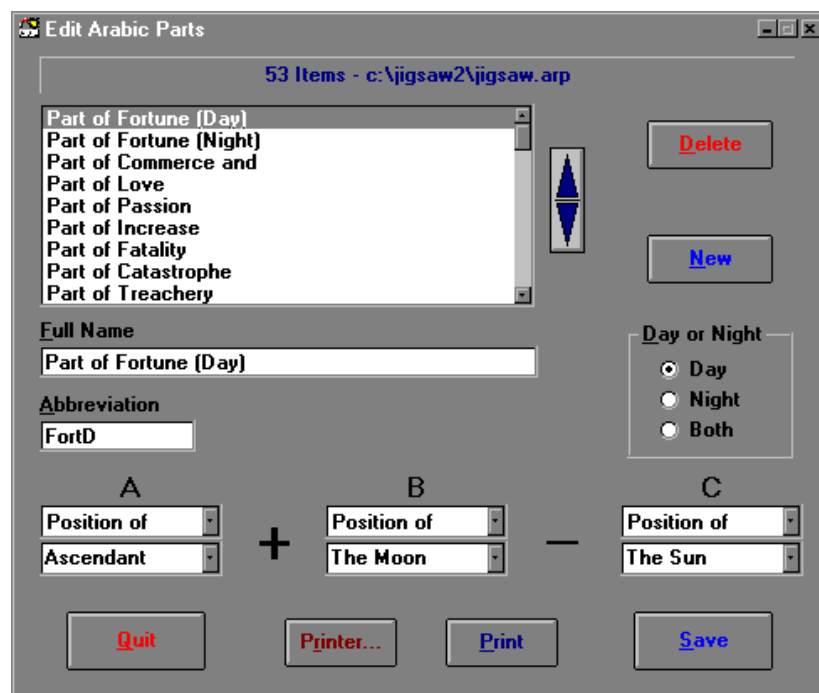 Edit Arabic Parts
53 Items - c:\jigsaw2\jigsaw.arp
Part of Fortune (Day)
Part of Fortune (Night)
Part of Commerce and
Part of Love
Part of Passion
Part of Increase
Part of Fatality
Part of Catastrophe
Part of Treachery
Delete
New
Full Name
Part of Fortune (Day)
Abbreviation
FortD
Day or Night
Day
Night
Both
A B C
Position of Position of Position of
+ −
Ascendant The Moon The Sun
Quit Printer... Print Save